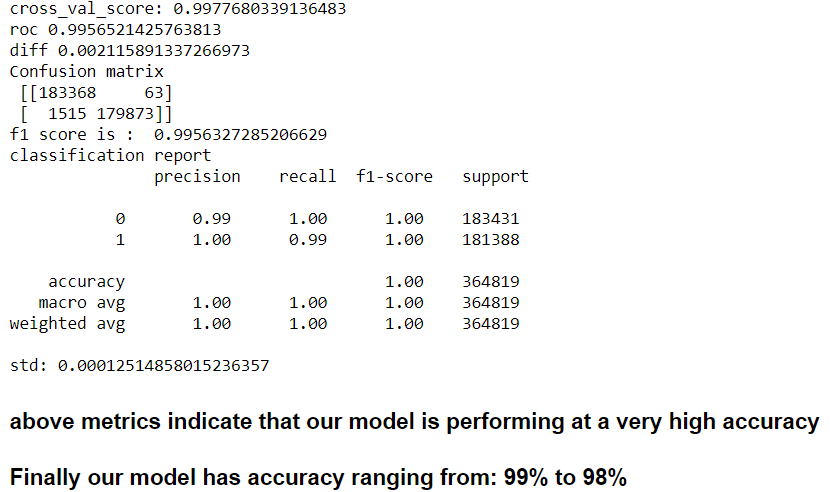 cross_val_score: 0.9977680339136483
roc 0.9956521425763813
diff 0.002115891337266973
Confusion matrix
[[183368     63]
[  1515 179873]]
f1 score is :  0.9956327285206629
classification report
precision    recall  f1-score   support
0       0.99      1.00      1.00    183431
1       1.00      0.99      1.00    181388
accuracy                           1.00    364819
macro avg       1.00      1.00      1.00    364819
weighted avg       1.00      1.00      1.00    364819
std: 0.00012514858015236357
above metrics indicate that our model is performing at a very high accuracy
Finally our model has accuracy ranging from: 99% to 98%